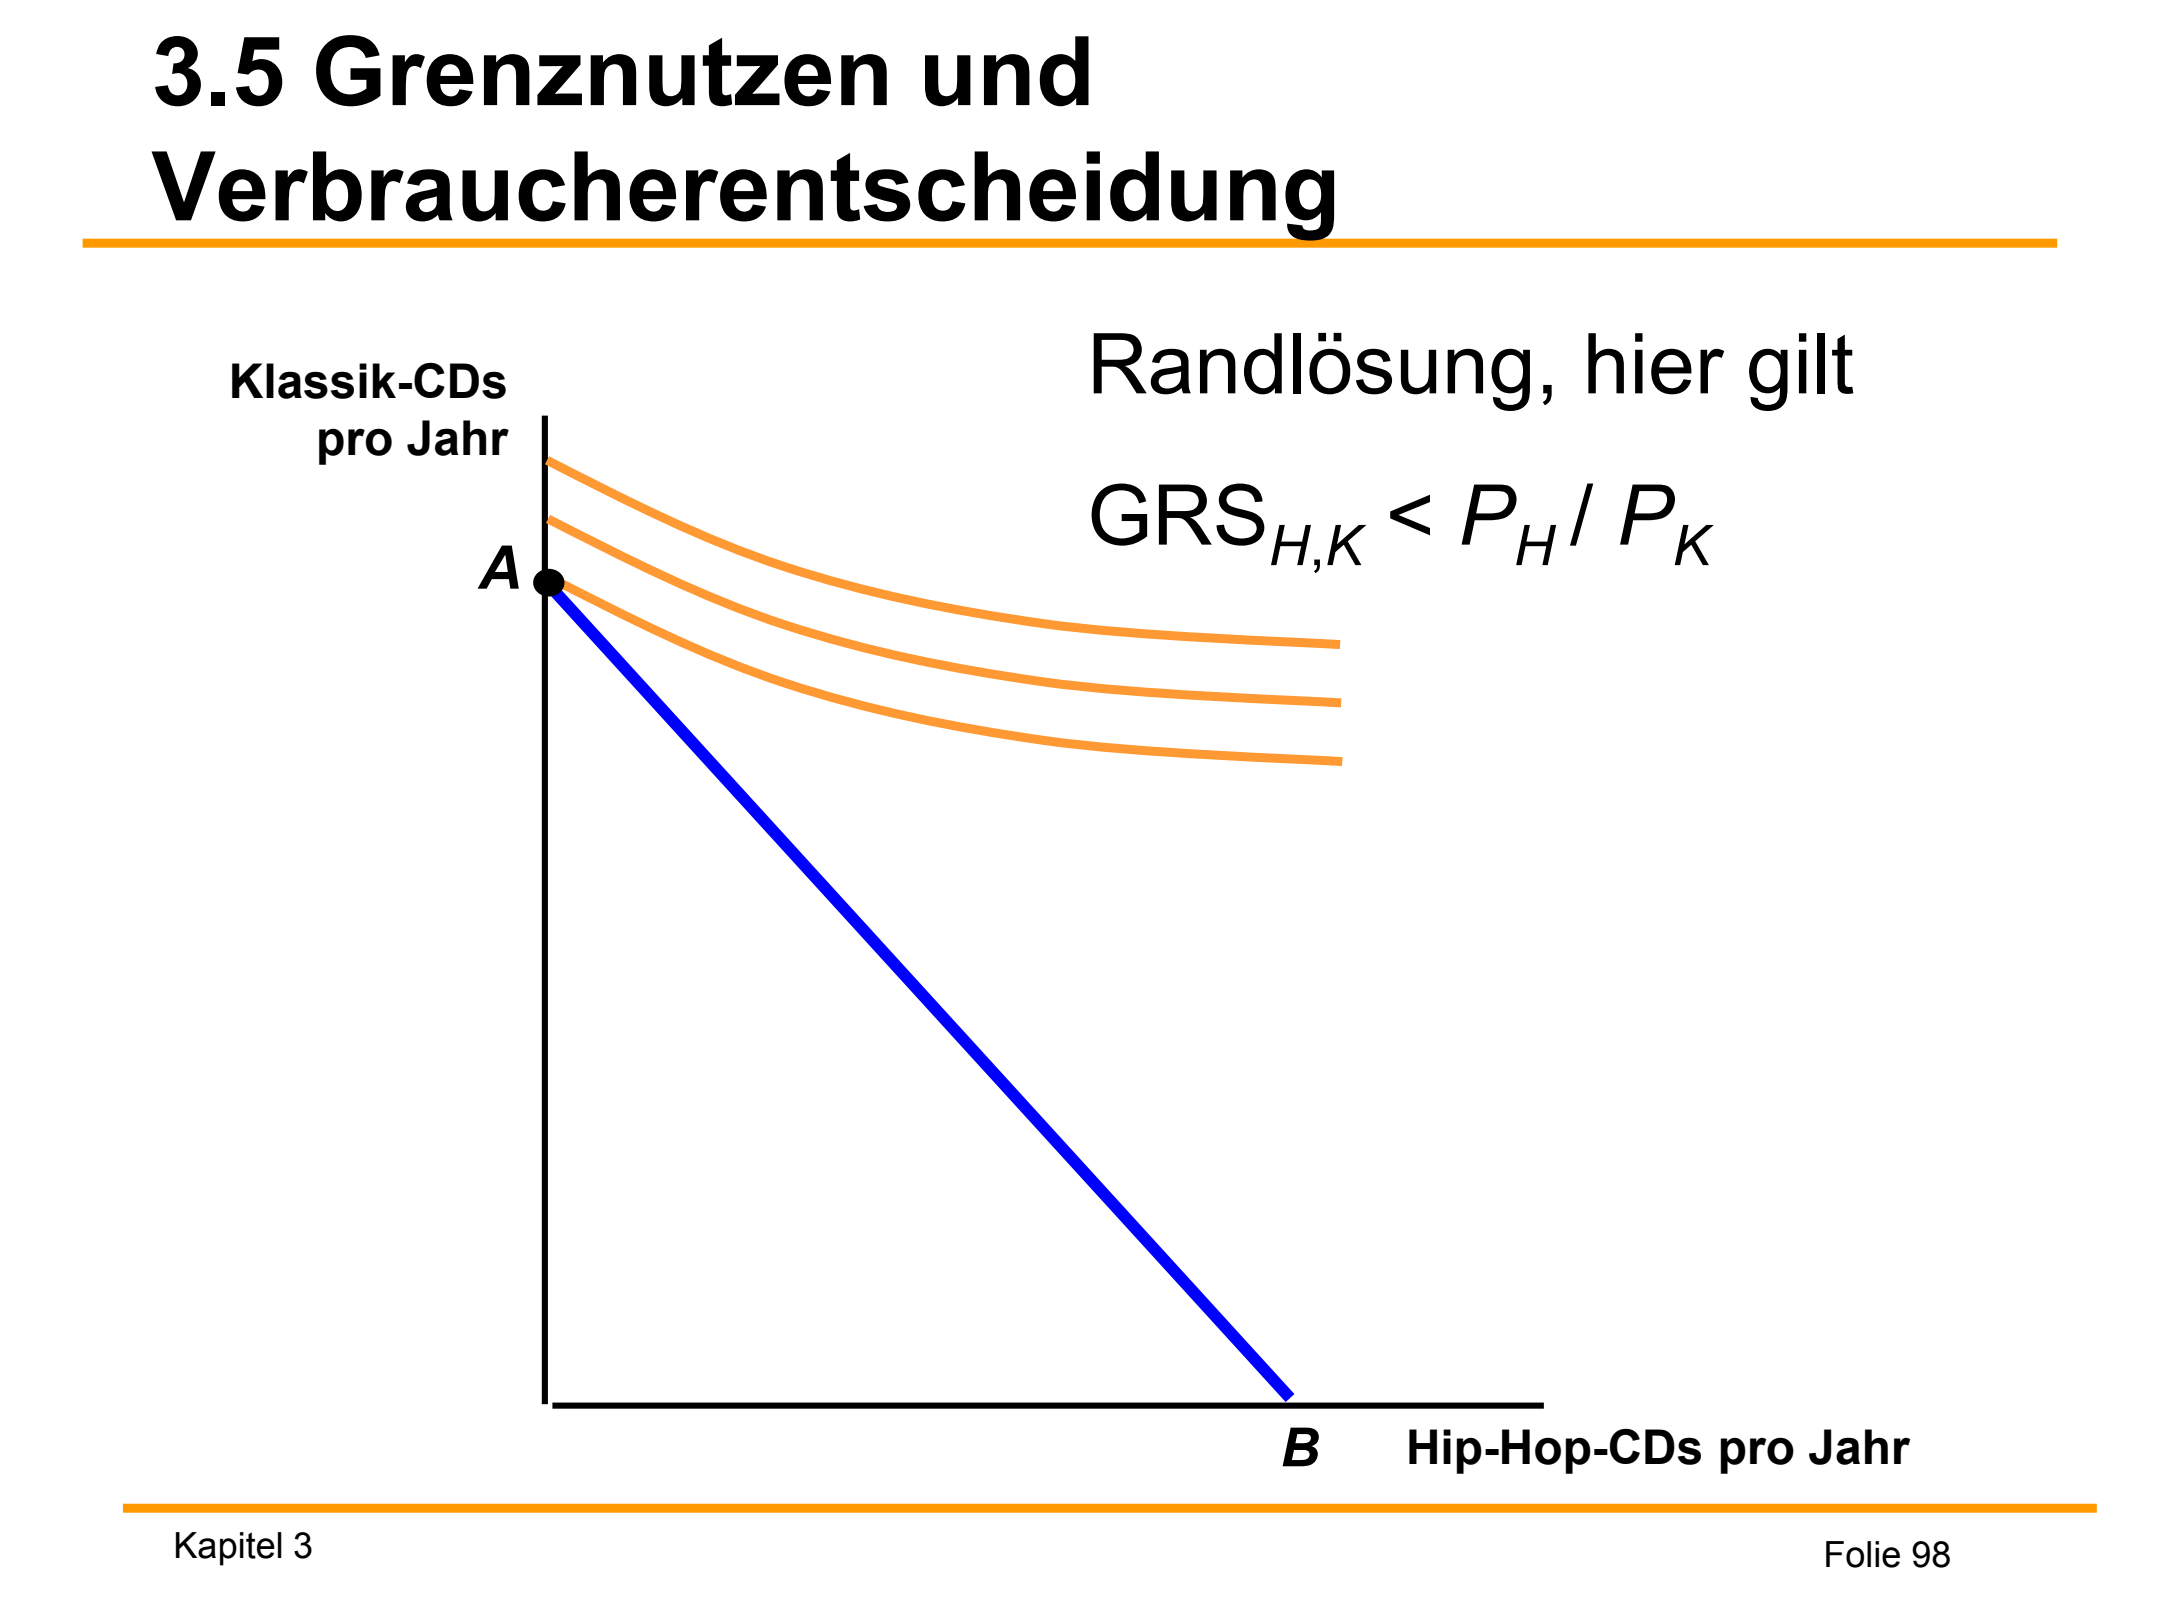 3.5 Grenznutzen und
Verbraucherentscheidung
Randlösung, hier gilt
GRS_H,K < P_H / P_K
Klassik-CDs
pro Jahr
A
B
Hip-Hop-CDs pro Jahr
Kapitel 3
Folie 98